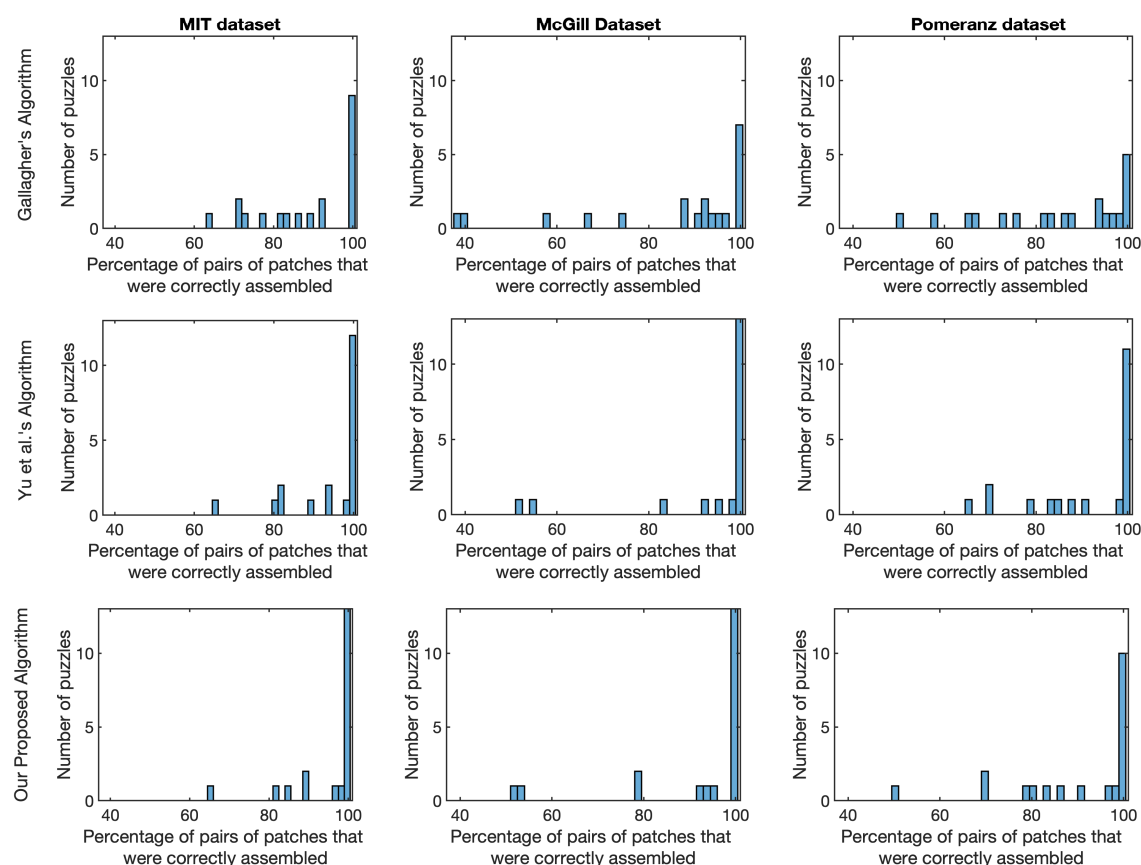 MIT dataset
McGill Dataset
Pomeranz dataset
Gallagher's Algorithm
Number of puzzles
10
5
0
40 60 80 100
Percentage of pairs of patches that
were correctly assembled
Number of puzzles
10
5
0
40 60 80 100
Percentage of pairs of patches that
were correctly assembled
Number of puzzles
10
5
0
40 60 80 100
Percentage of pairs of patches that
were correctly assembled
Yu et al.'s Algorithm
Number of puzzles
10
5
0
40 60 80 100
Percentage of pairs of patches that
were correctly assembled
Number of puzzles
10
5
0
40 60 80 100
Percentage of pairs of patches that
were correctly assembled
Number of puzzles
10
5
0
40 60 80 100
Percentage of pairs of patches that
were correctly assembled
Our Proposed Algorithm
Number of puzzles
10
5
0
40 60 80 100
Percentage of pairs of patches that
were correctly assembled
Number of puzzles
10
5
0
40 60 80 100
Percentage of pairs of patches that
were correctly assembled
Number of puzzles
10
5
0
40 60 80 100
Percentage of pairs of patches that
were correctly assembled